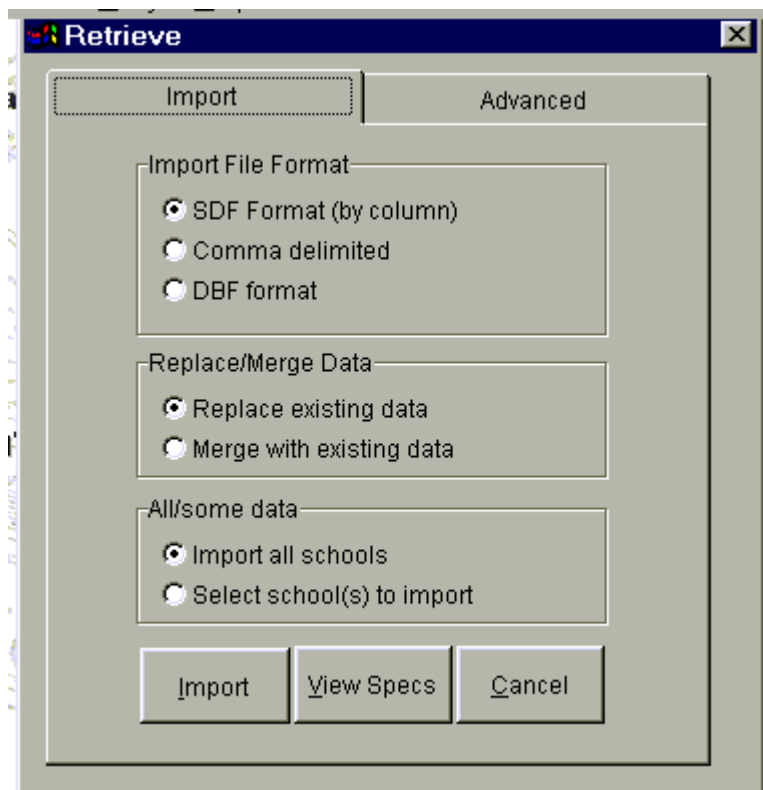 Retrieve
Import Advanced
Import File Format
SDF Format (by column)
Comma delimited
DBF format
Replace/Merge Data
Replace existing data
Merge with existing data
All/some data
Import all schools
Select school(s) to import
Import View Specs Cancel